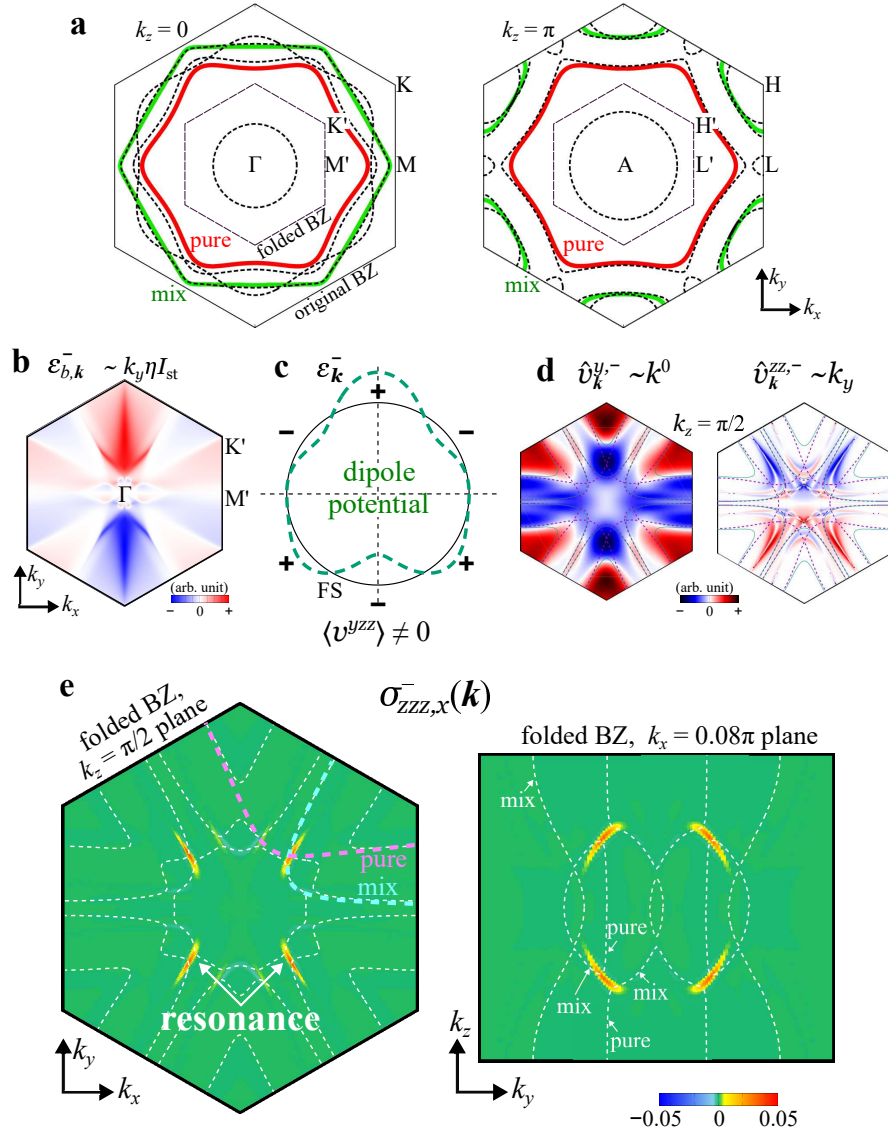 a
k_z = 0
K
K'
Γ
M'
M
pure
folded BZ
mix
original BZ
k_z = π
H
H'
A
L'
L
pure
mix
k_y
k_x
b
ε⁻_{b,k} ~ k_y η I_st
K'
Γ
M'
k_y
k_x
(arb. unit)
− 0 +
c
ε⁻_k
+
− −
dipole
potential
+ +
FS
−
⟨v^{yzz}⟩ ≠ 0
d
v̂^{y,−}_k ~k⁰
v̂^{zz,−}_k ~k_y
k_z = π/2
(arb. unit)
− 0 +
e
σ⁻_{zzz,x}(k)
folded BZ,
k_z = π/2 plane
pure
mix
resonance
k_y
k_x
folded BZ, k_x = 0.08π plane
mix
pure
mix
mix
pure
k_z
k_y
−0.05 0 0.05